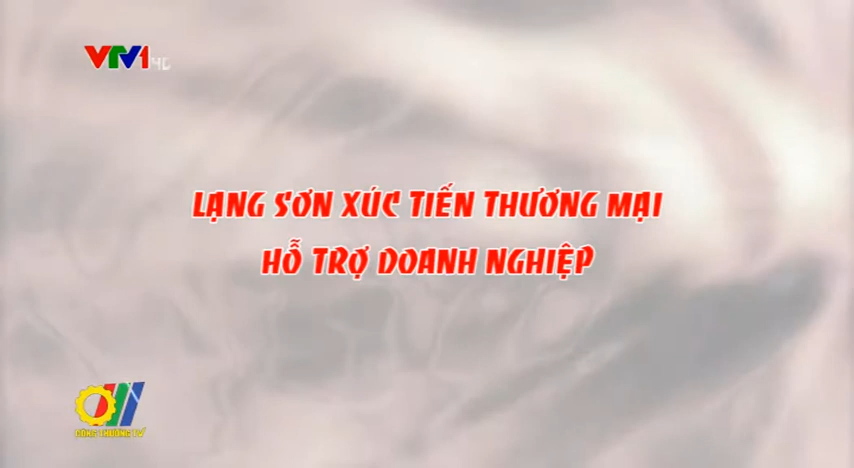 VTV1 HD
LẠNG SƠN XÚC TIẾN THƯƠNG MẠI
HỖ TRỢ DOANH NGHIỆP
CÔNG THƯƠNG TV